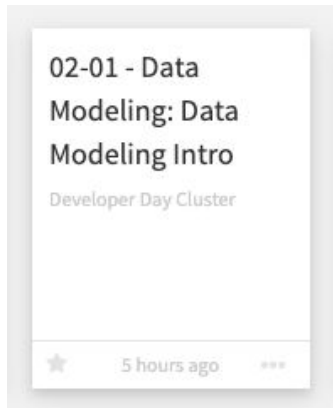 02-01 - Data
Modeling: Data
Modeling Intro
Developer Day Cluster
5 hours ago